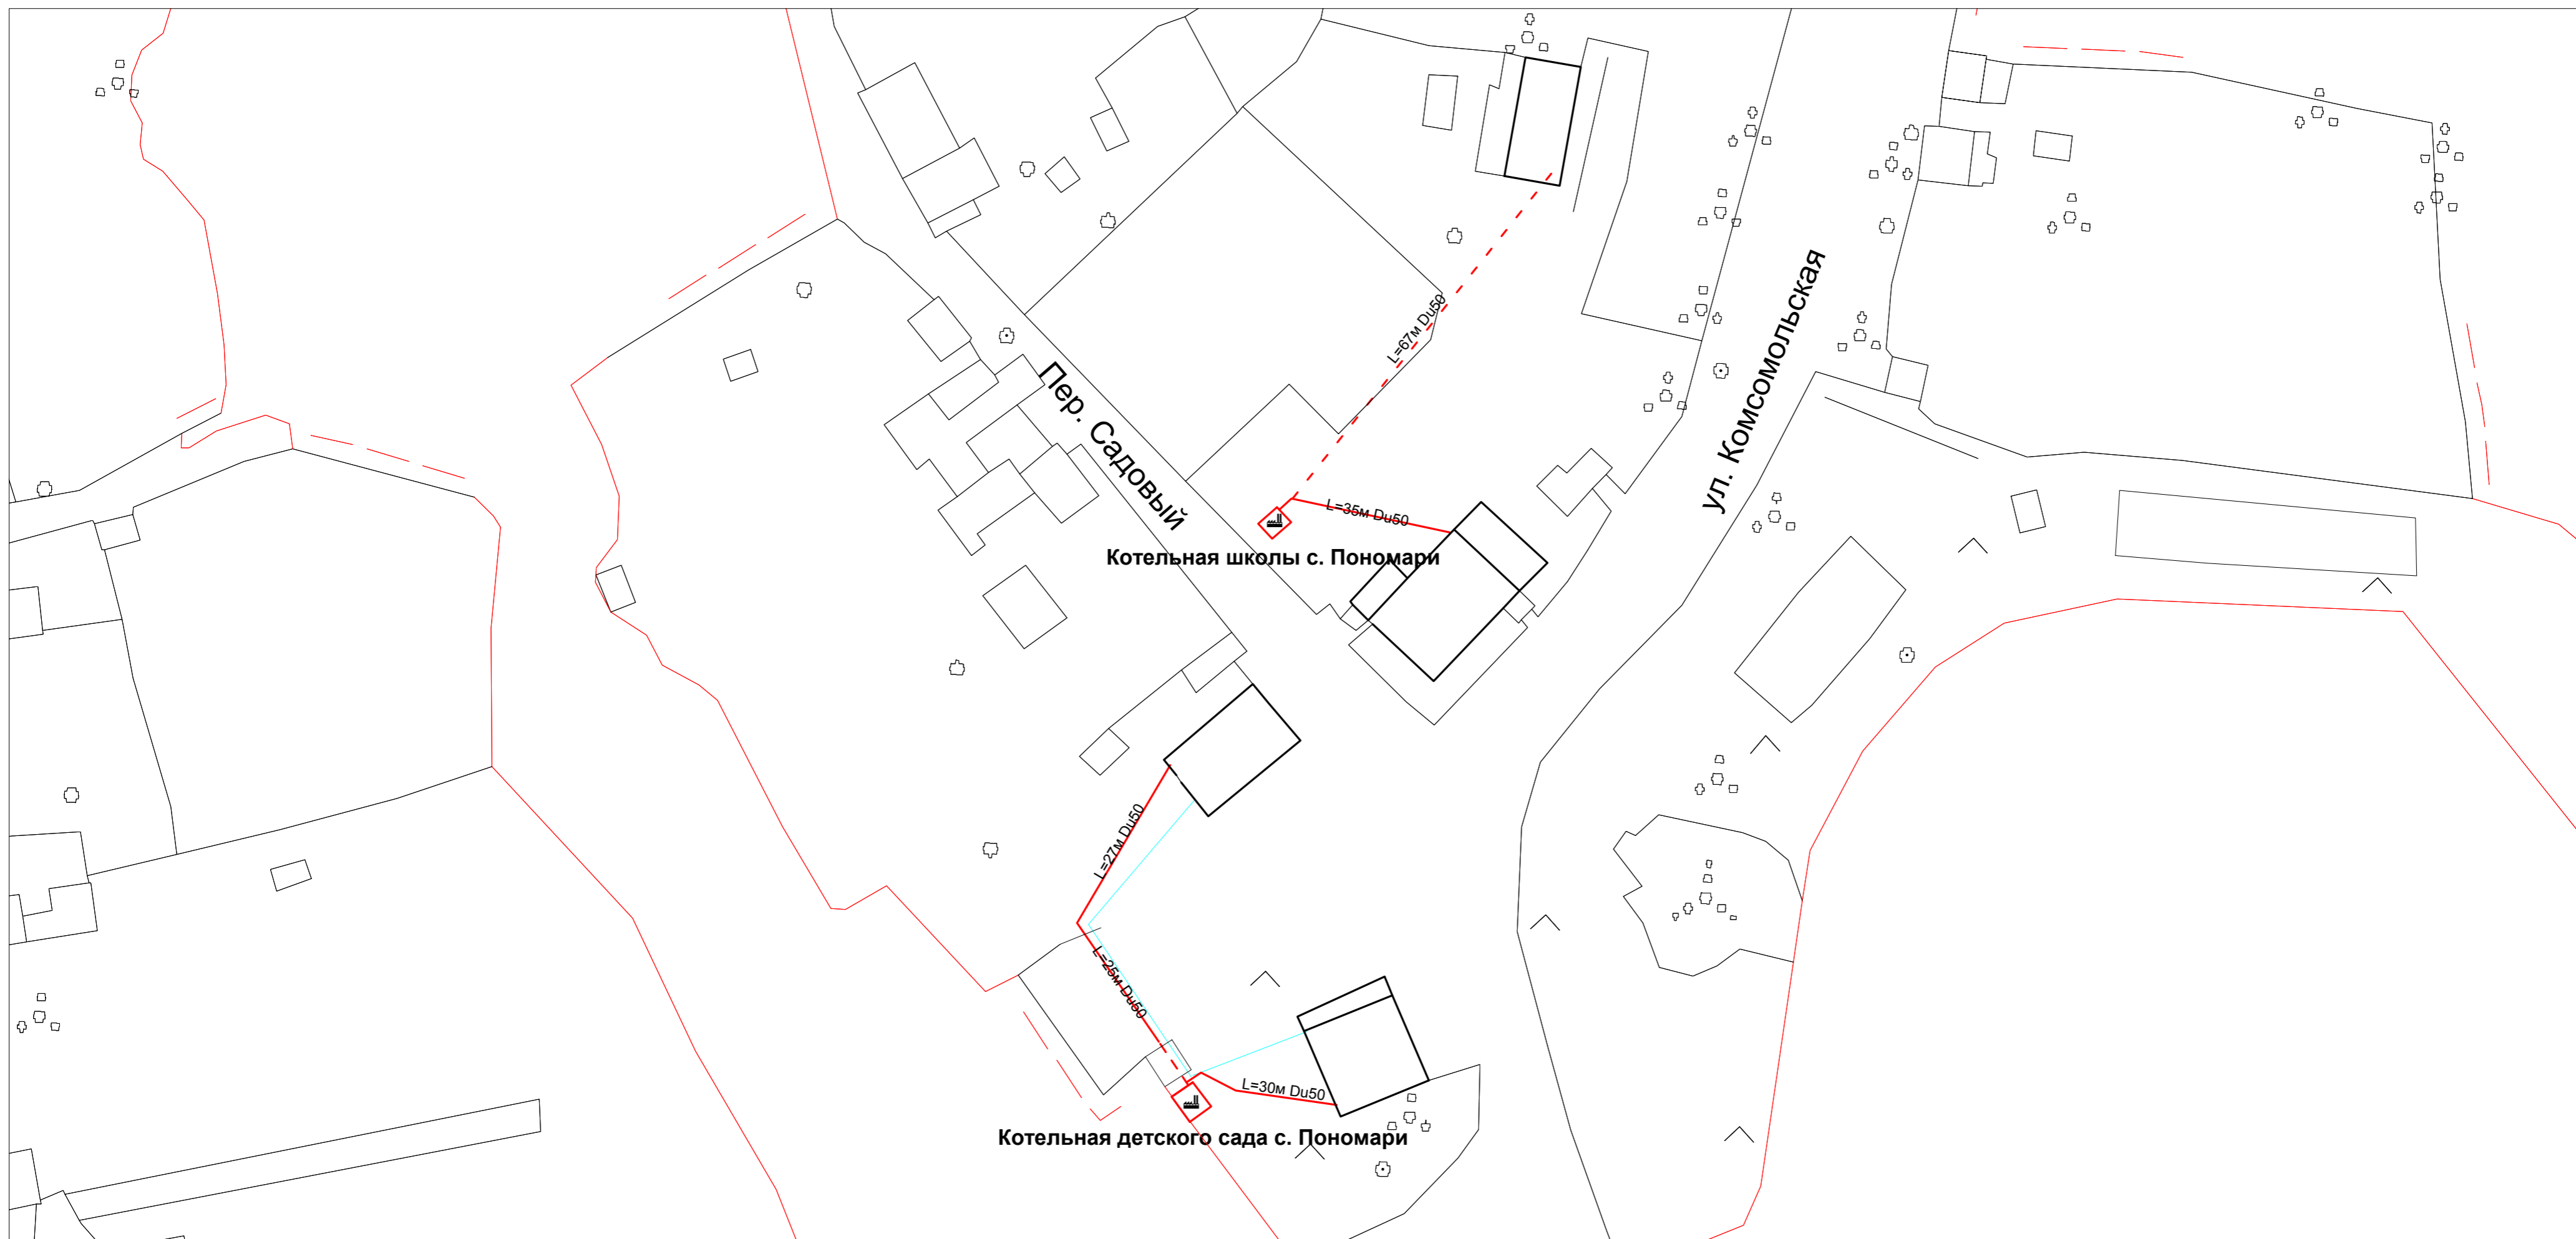 ул. Комсомольская
L=67м Du50
Пер. Садовый
L=35м Du50
Котельная школы с. Пономари
L=27м Du50
L=25м Du50
L=30м Du50
Котельная детского сада с. Пономари